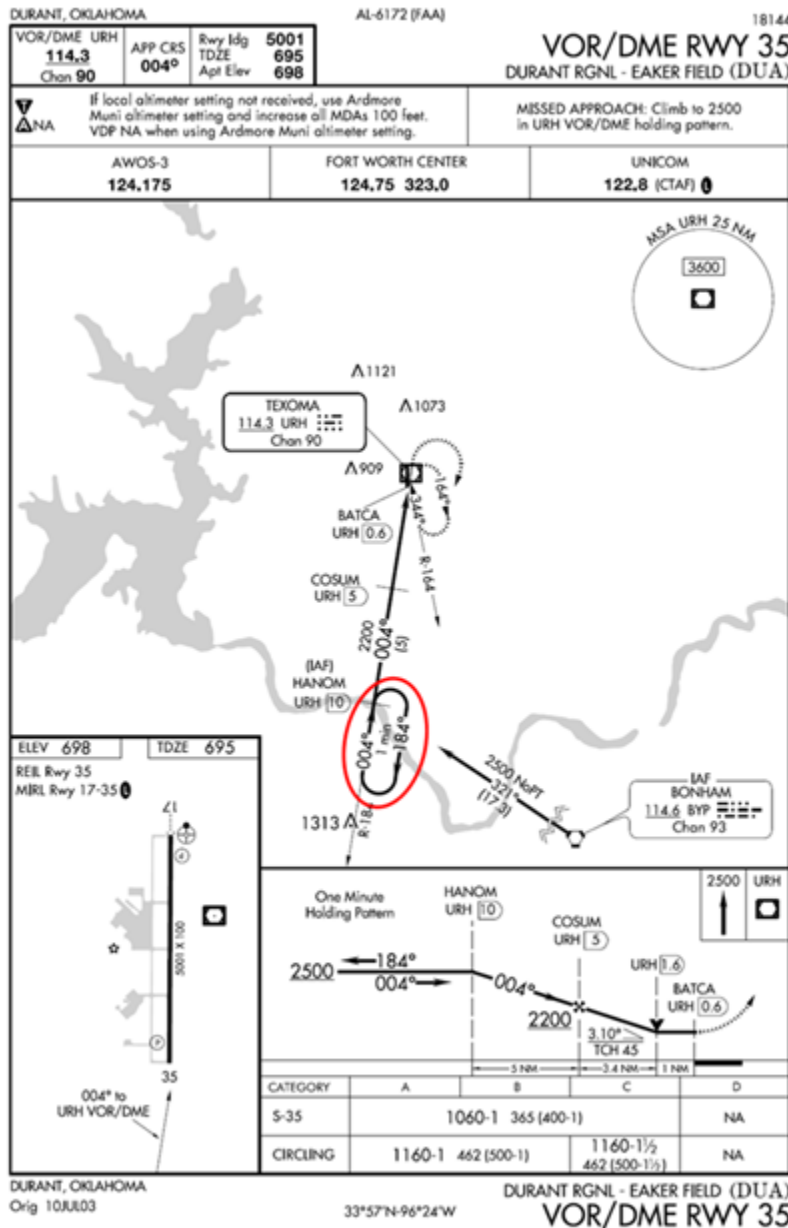 DURANT, OKLAHOMA
AL-6172 (FAA)
18144
VOR/DME URH
114.3
Chan 90
APP CRS
004°
Rwy ldg 5001
TDZE 695
Apt Elev 698
VOR/DME RWY 35
DURANT RGNL - EAKER FIELD (DUA)
T
A NA
If local altimeter setting not received, use Ardmore
Muni altimeter setting and increase all MDAs 100 feet.
VDP NA when using Ardmore Muni altimeter setting.
MISSED APPROACH: Climb to 2500
in URH VOR/DME holding pattern.
AWOS-3
124.175
FORT WORTH CENTER
124.75 323.0
UNICOM
122.8 (CTAF) L
MSA URH 25 NM
3600
1121
TEXOMA
114.3 URH
Chan 90
1073
909
164°
344°
BATCA
URH 0.6
R-164
COSUM
URH 5
2200
004°
(5)
(IAF)
HANOM
URH 10
004°
1 min
184°
2500 NoPT
321°
(17.3)
IAF
BONHAM
114.6 BYP
Chan 93
1313
R-184
ELEV 698
TDZE 695
REIL Rwy 35
MIRL Rwy 17-35 L
17
5001 X 100
P
35
004° to
URH VOR/DME
One Minute
Holding Pattern
HANOM
URH 10
COSUM
URH 5
2500
URH
URH 1.6
BATCA
URH 0.6
184°
2500
004°
004°
2200
3.10°
TCH 45
5 NM
3.4 NM
1 NM
CATEGORY A B C D
S-35 1060-1 365 (400-1) NA
CIRCLING 1160-1 462 (500-1) 1160-1½ 462 (500-1½) NA
DURANT, OKLAHOMA
Orig 10JUL03
33°57'N-96°24'W
DURANT RGNL - EAKER FIELD (DUA)
VOR/DME RWY 35